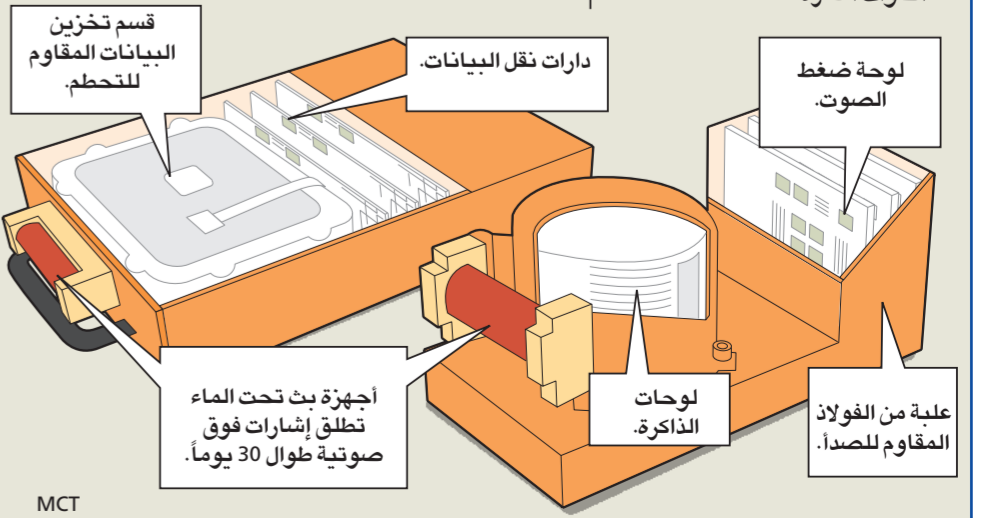 قسم تخزين
البيانات المقاوم
للتحطم.
دارات نقل البيانات.
لوحة ضغط
الصوت.
أجهزة بث تحت الماء
تطلق إشارات فوق
صوتية طوال 30 يوماً.
لوحات
الذاكرة.
علبة من الفولاذ
المقاوم للصدأ.
MCT